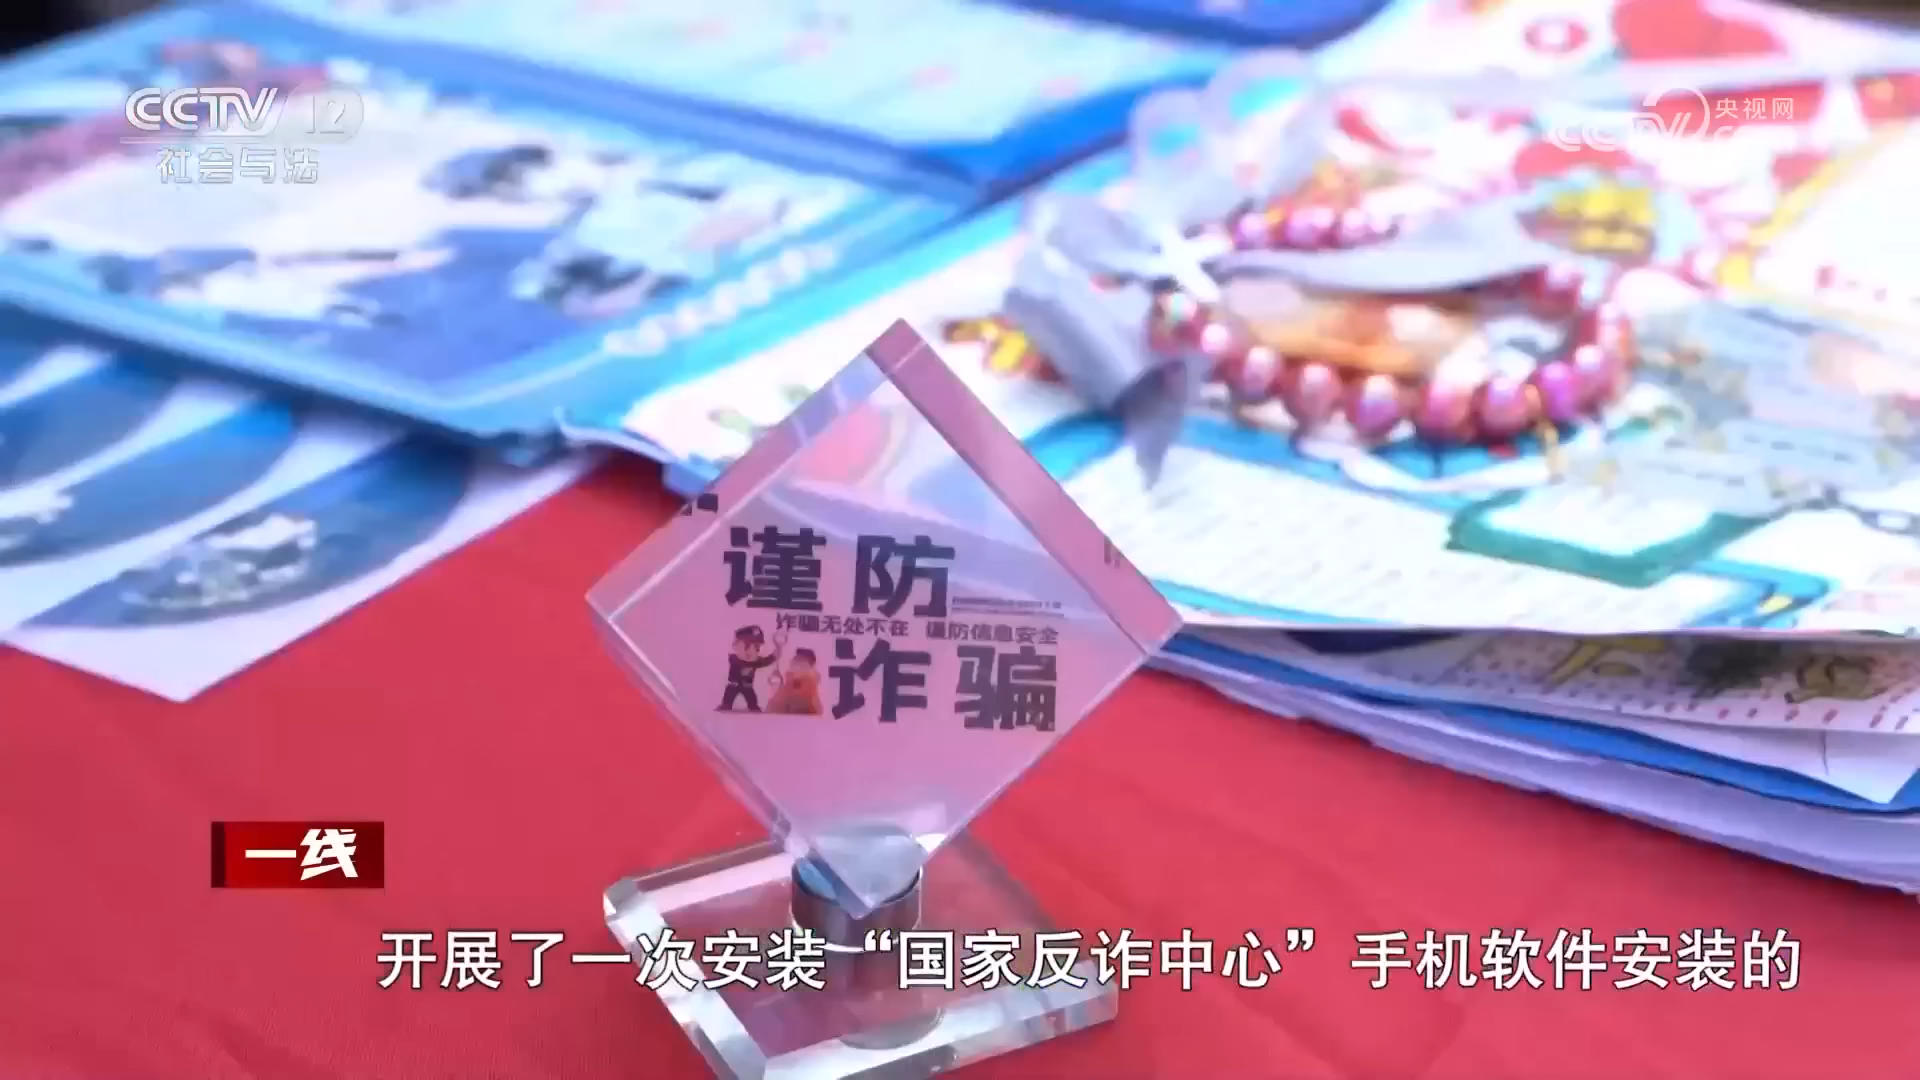 CCTV 12
社会与法
央视网
CCTV
谨防
诈骗无处不在 谨防信息安全
诈骗
一线
开展了一次安装“国家反诈中心”手机软件安装的